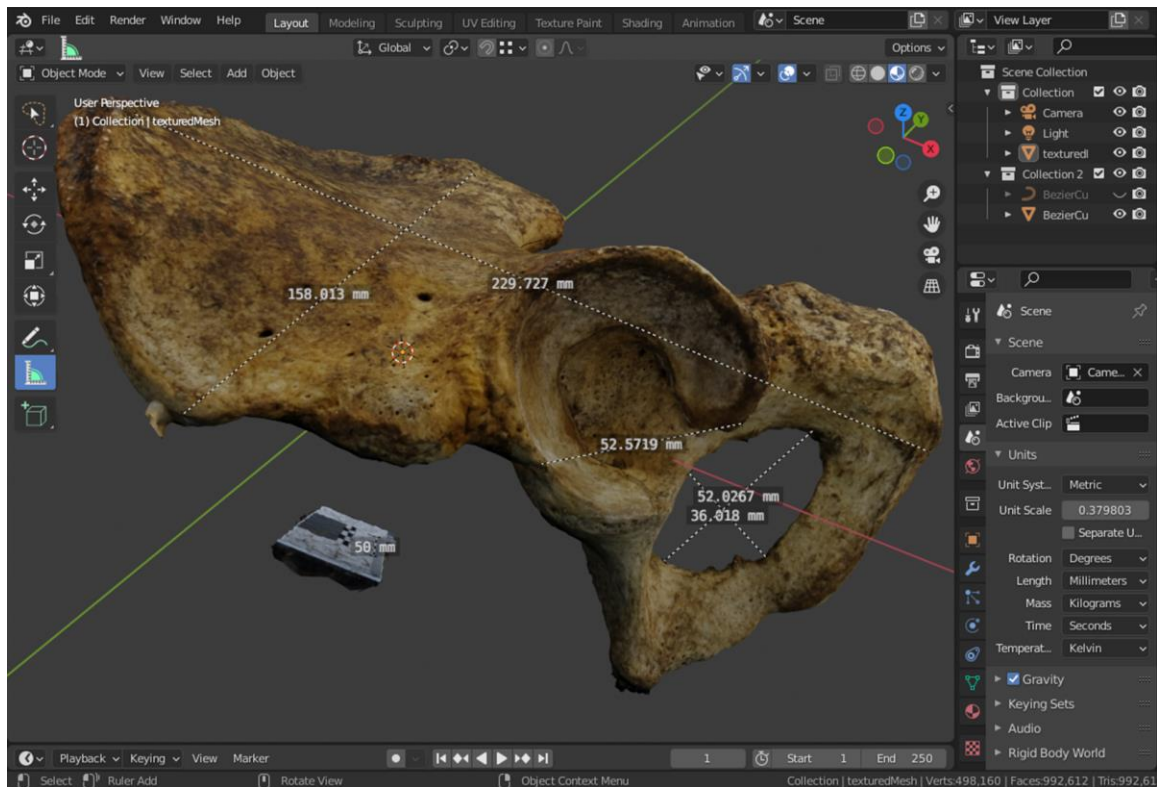 File Edit Render Window Help Layout Modeling Sculpting UV Editing Texture Paint Shading Animation Scene View Layer
Global Options
Object Mode View Select Add Object
User Perspective
(1) Collection | texturedMesh
Z
Y
X
158.013 mm
229.727 mm
52.5719 mm
52.0267 mm
36.018 mm
50 mm
Scene Collection
Collection
Camera
Light
texturedI
Collection 2
BezierCu
BezierCu
Scene
Scene
Camera Came...
Backgrou...
Active Clip
Units
Unit Syst... Metric
Unit Scale 0.379803
Separate U...
Rotation Degrees
Length Millimeters
Mass Kilograms
Time Seconds
Temperat... Kelvin
Gravity
Keying Sets
Audio
Rigid Body World
Playback Keying View Marker 1 Start 1 End 250
Select Ruler Add Rotate View Object Context Menu Collection | texturedMesh | Verts:498,160 | Faces:992,612 | Tris:992,61